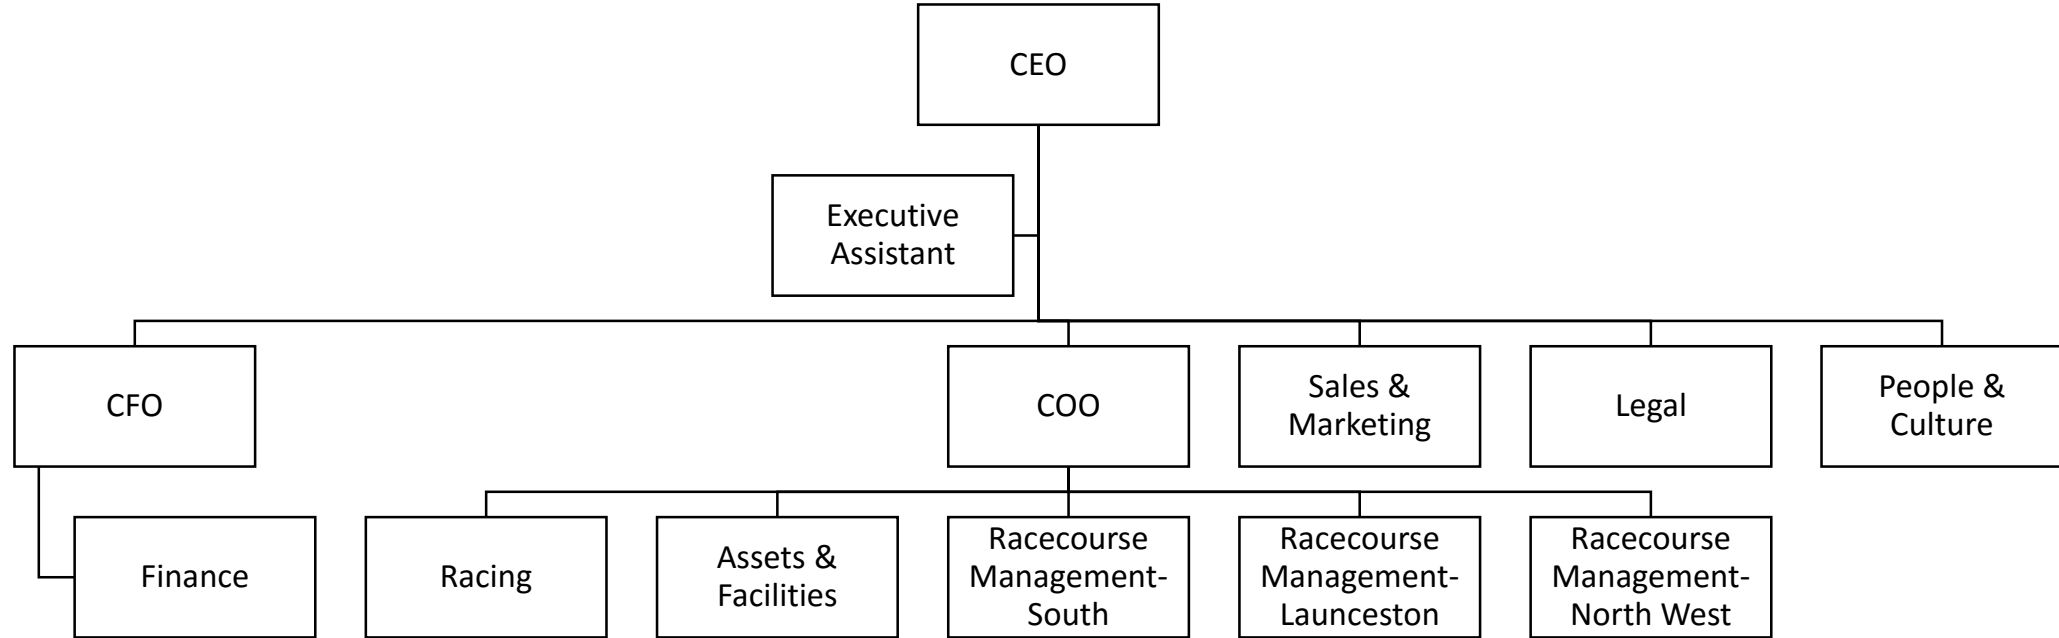 CEO
Executive
Assistant
CFO
COO
Sales &
Marketing
Legal
People &
Culture
Finance
Racing
Assets &
Facilities
Racecourse
Management-
South
Racecourse
Management-
Launceston
Racecourse
Management-
North West